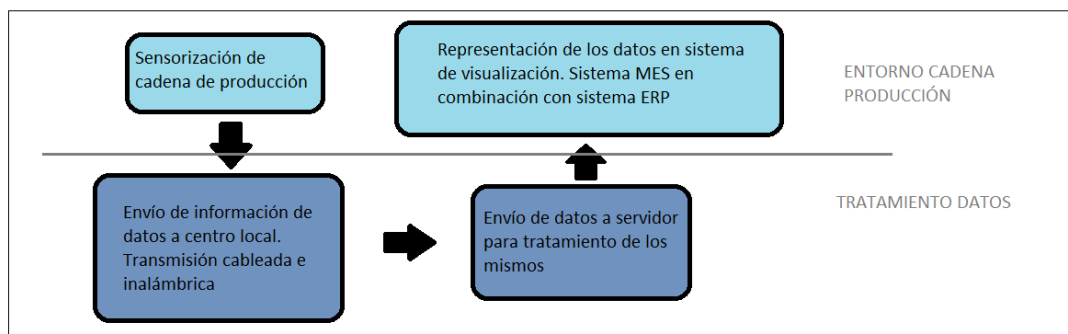 Sensorización de
cadena de producción
Representación de los datos en sistema
de visualización. Sistema MES en
combinación con sistema ERP
ENTORNO CADENA
PRODUCCIÓN
Envío de información de
datos a centro local.
Transmisión cableada e
inalámbrica
Envío de datos a servidor
para tratamiento de los
mismos
TRATAMIENTO DATOS